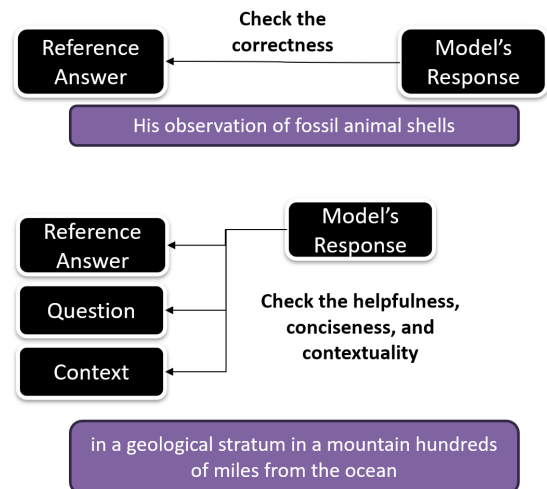 Check the
correctness
Reference
Answer
Model's
Response
His observation of fossil animal shells
Reference
Answer
Model's
Response
Question
Check the helpfulness,
conciseness, and
contextuality
Context
in a geological stratum in a mountain hundreds
of miles from the ocean